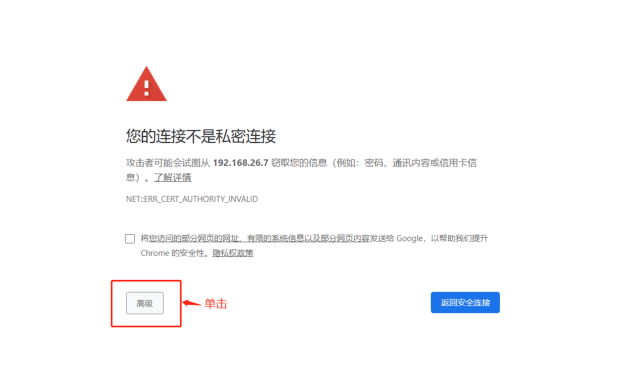 您的连接不是私密连接
攻击者可能会试图从 192.168.26.7 窃取您的信息（例如：密码、通讯内容或信用卡信
息）。了解详情
NET::ERR_CERT_AUTHORITY_INVALID
将您访问的部分网页的网址、有限的系统信息以及部分网页内容发送给 Google，以帮助我们提升
Chrome 的安全性。隐私权政策
高级
单击
返回安全连接